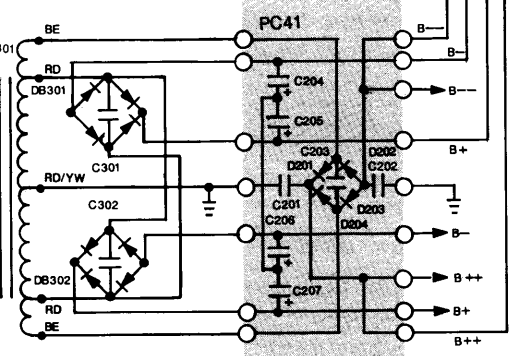 PC41
BE
B--
01
RD
B-
DB301
C204
B--
C205
C301
C203
D202
B+
D201
C202
RD/YW
C302
C201
D203
C206
D204
B-
DB302
B++
C207
RD
B+
BE
B++